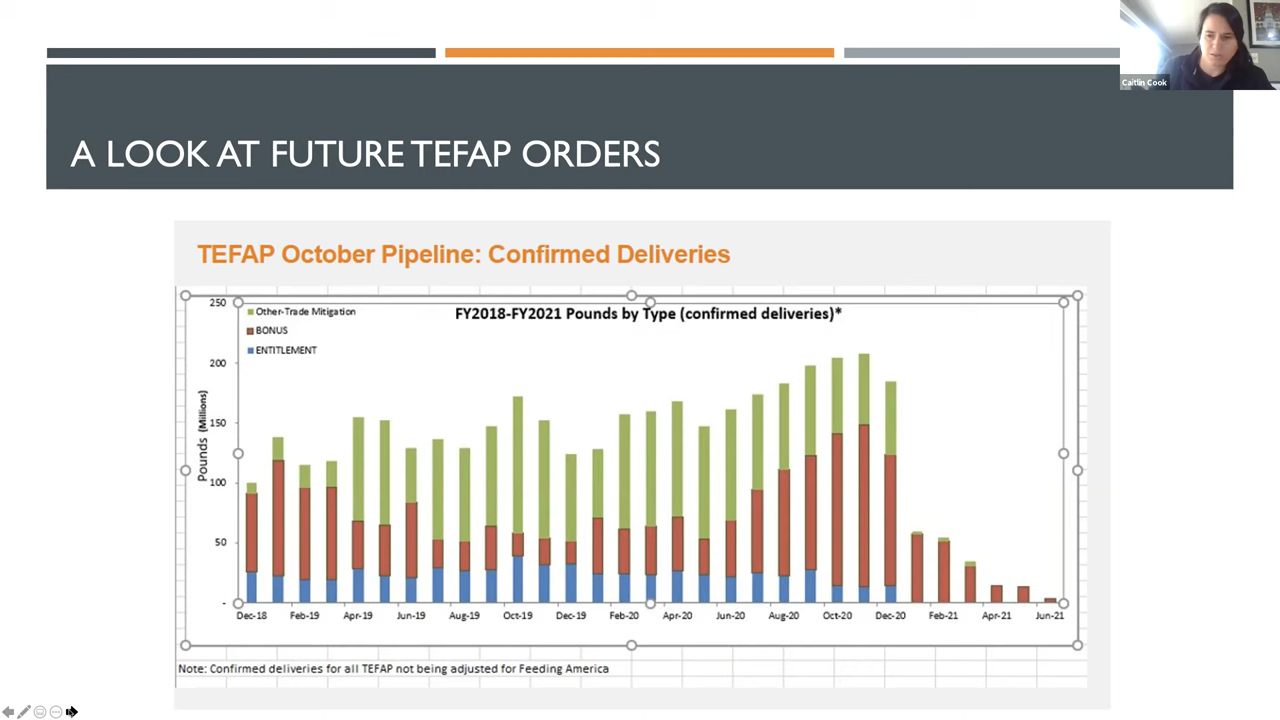 Caitlin Cook
A LOOK AT FUTURE TEFAP ORDERS
TEFAP October Pipeline: Confirmed Deliveries
FY2018-FY2021 Pounds by Type (confirmed deliveries)*
Other-Trade Mitigation
BONUS
ENTITLEMENT
Pounds (Millions)
250
200
150
100
50
-
Dec-18 Feb-19 Apr-19 Jun-19 Aug-19 Oct-19 Dec-19 Feb-20 Apr-20 Jun-20 Aug-20 Oct-20 Dec-20 Feb-21 Apr-21 Jun-21
Note: Confirmed deliveries for all TEFAP not being adjusted for Feeding America